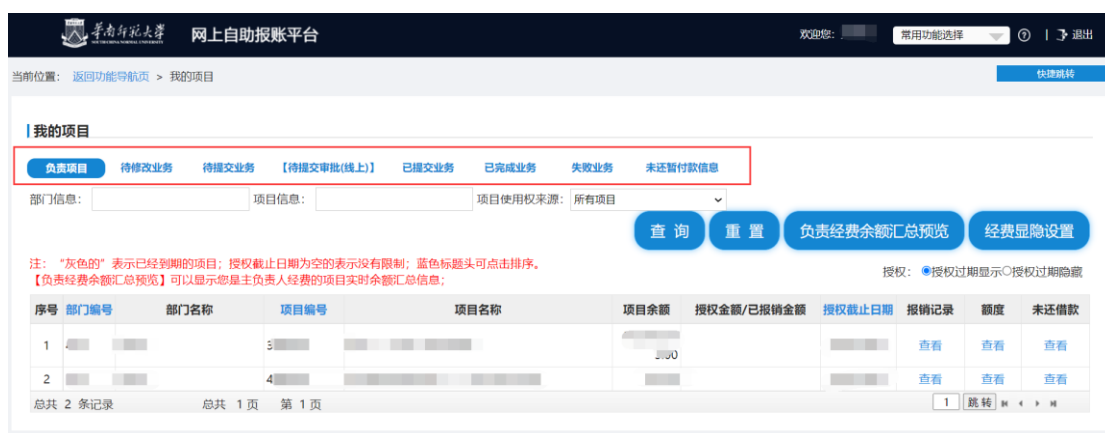 华南师范大学 网上自助报账平台 欢迎您: 常用功能选择 ? | 退出
当前位置: 返回功能导航页 > 我的项目 快捷跳转
我的项目
负责项目 待修改业务 待提交业务 【待提交审批(线上)】 已提交业务 已完成业务 失败业务 未还暂付款信息
部门信息: 项目信息: 项目使用权来源: 所有项目
查 询 重 置 负责经费余额汇总预览 经费显隐设置
注: “灰色的”表示已经到期的项目；授权截止日期为空的表示没有限制；蓝色标题头可点击排序。
【负责经费余额汇总预览】可以显示您是主负责人经费的项目实时余额汇总信息；
授权: 授权过期显示 授权过期隐藏
序号 部门编号 部门名称 项目编号 项目名称 项目余额 授权金额/已报销金额 授权截止日期 报销记录 额度 未还借款
1 3 查看 查看 查看
2 4 查看 查看 查看
总共 2 条记录 总共 1 页 第 1 页 1 跳转